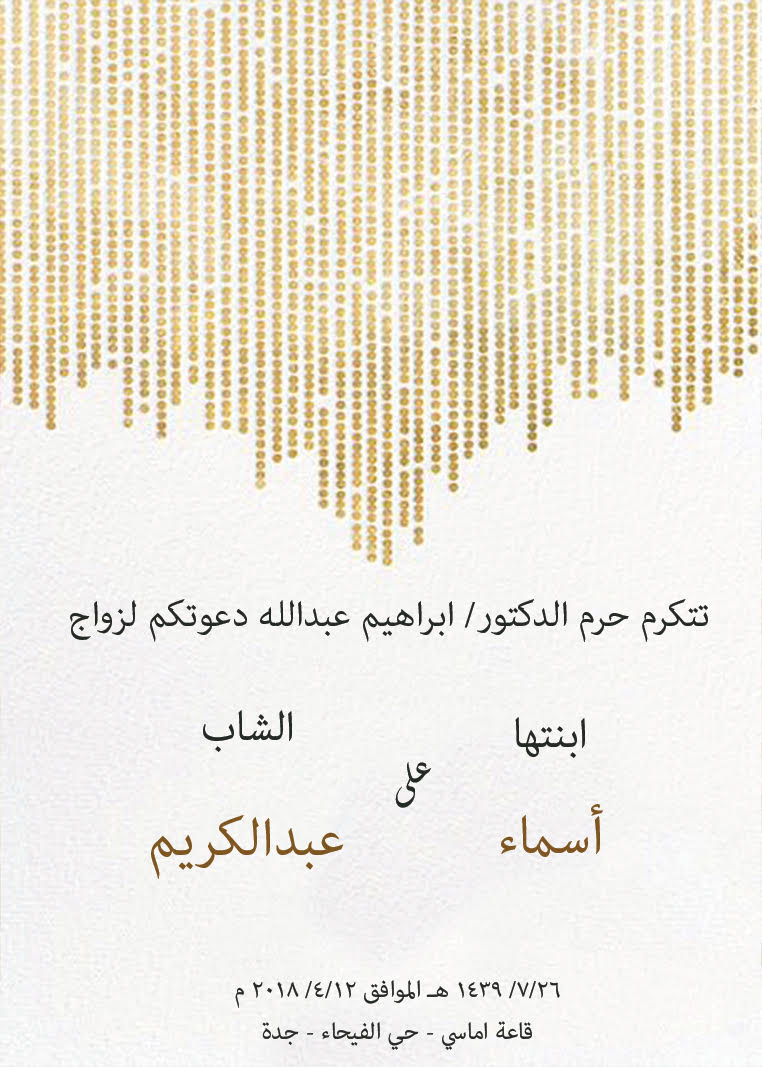 تتكرم حرم الدكتور/ ابراهيم عبدالله دعوتكم لزواج
ابنتها
الشاب
على
أسماء
عبدالكريم
٧/٢٦/ ١٤٣٩ هـ الموافق ٤/١٢/ ٢٠١٨ م
قاعة اماسي - حي الفيحاء - جدة